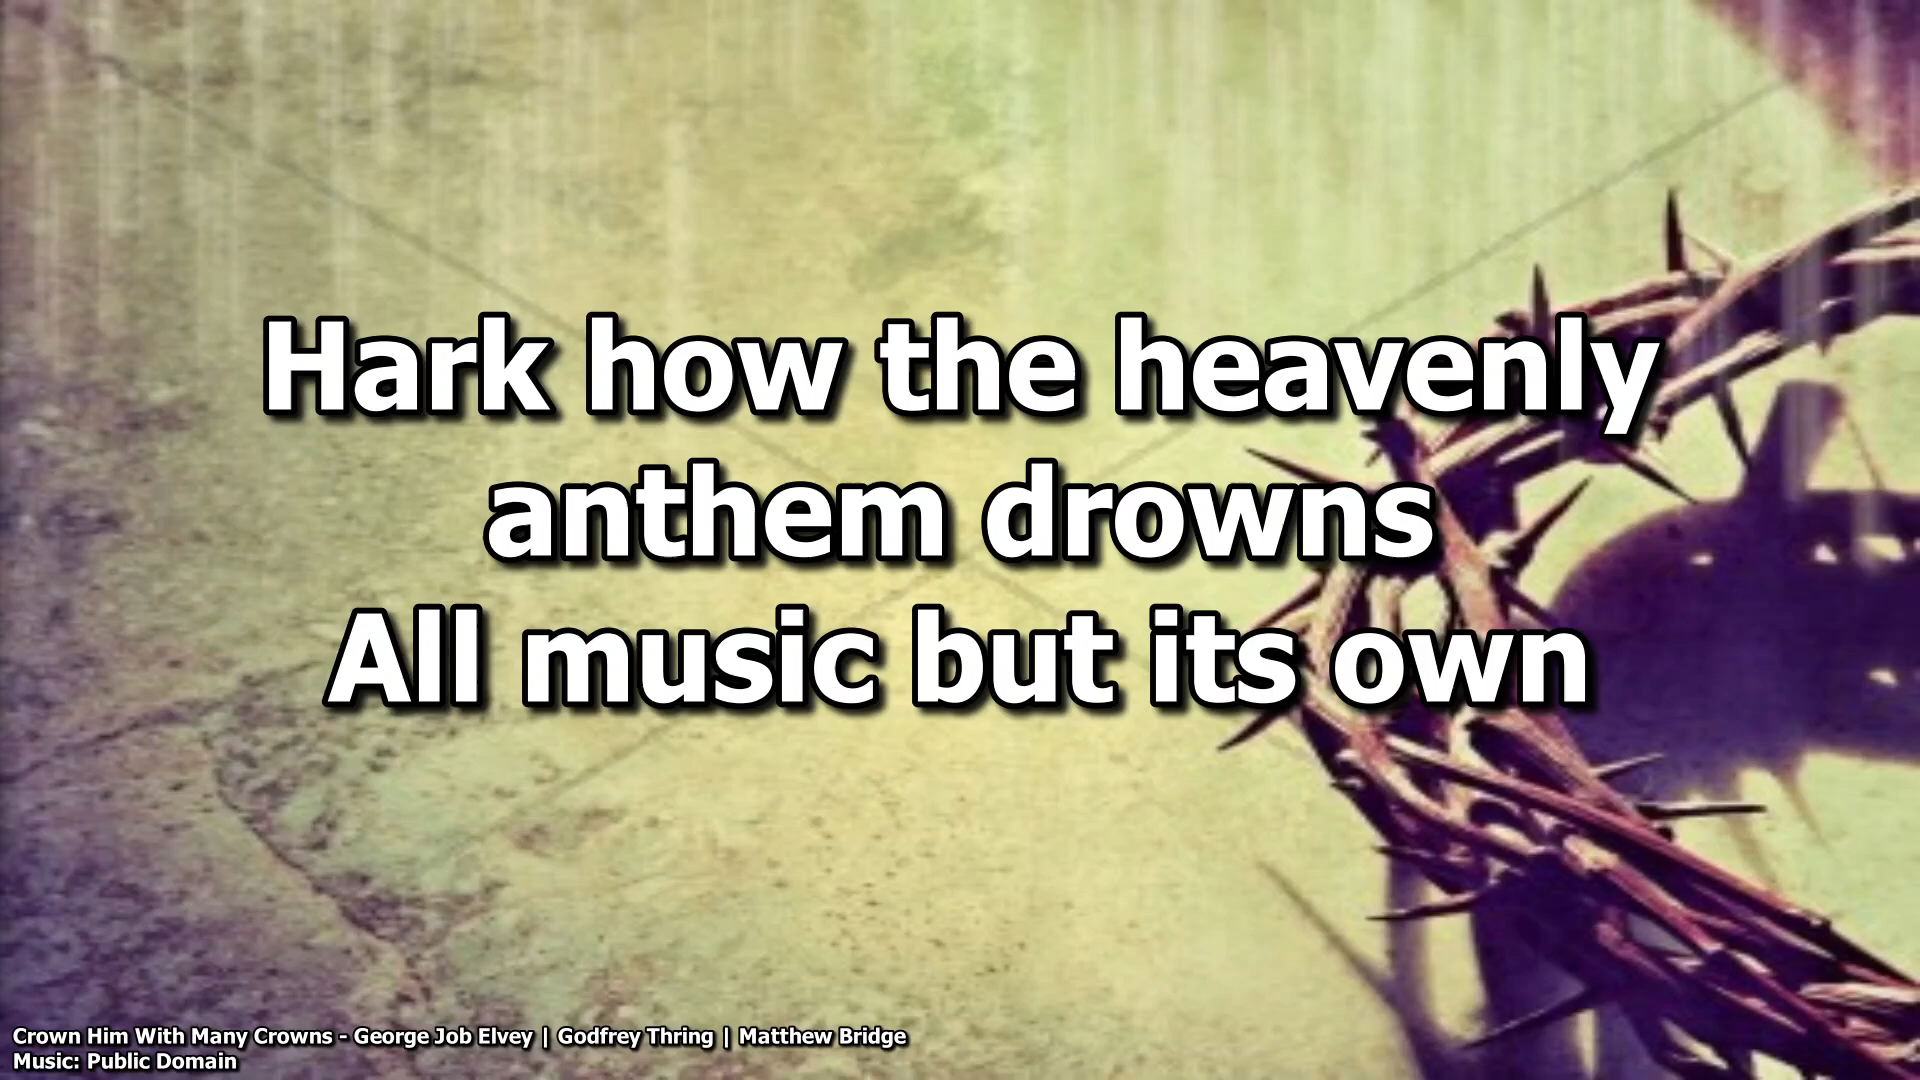 Hark how the heavenly
anthem drowns
All music but its own
Crown Him With Many Crowns - George Job Elvey | Godfrey Thring | Matthew Bridge
Music: Public Domain